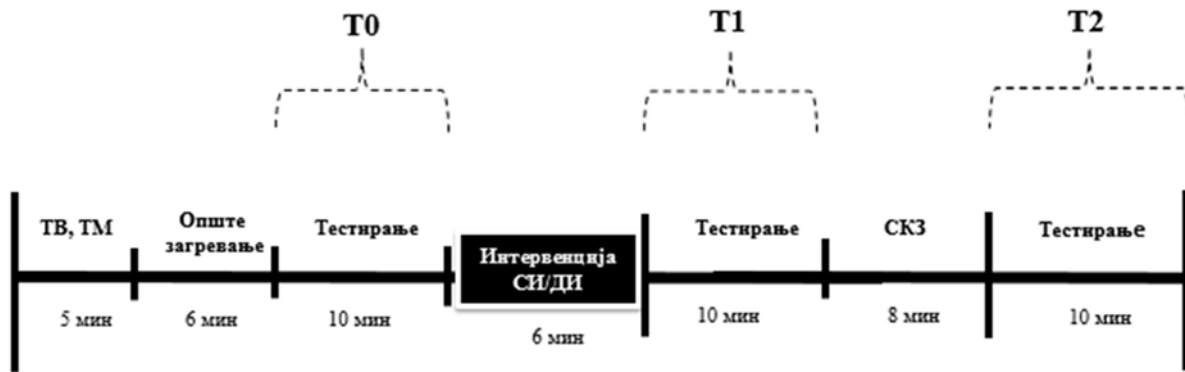 T0
T1
T2
ТВ, ТМ
Опште
загревање
Тестирање
Интервенција
СИ/ДИ
Тестирање
СКЗ
Тестирање
5 мин
6 мин
10 мин
6 мин
10 мин
8 мин
10 мин